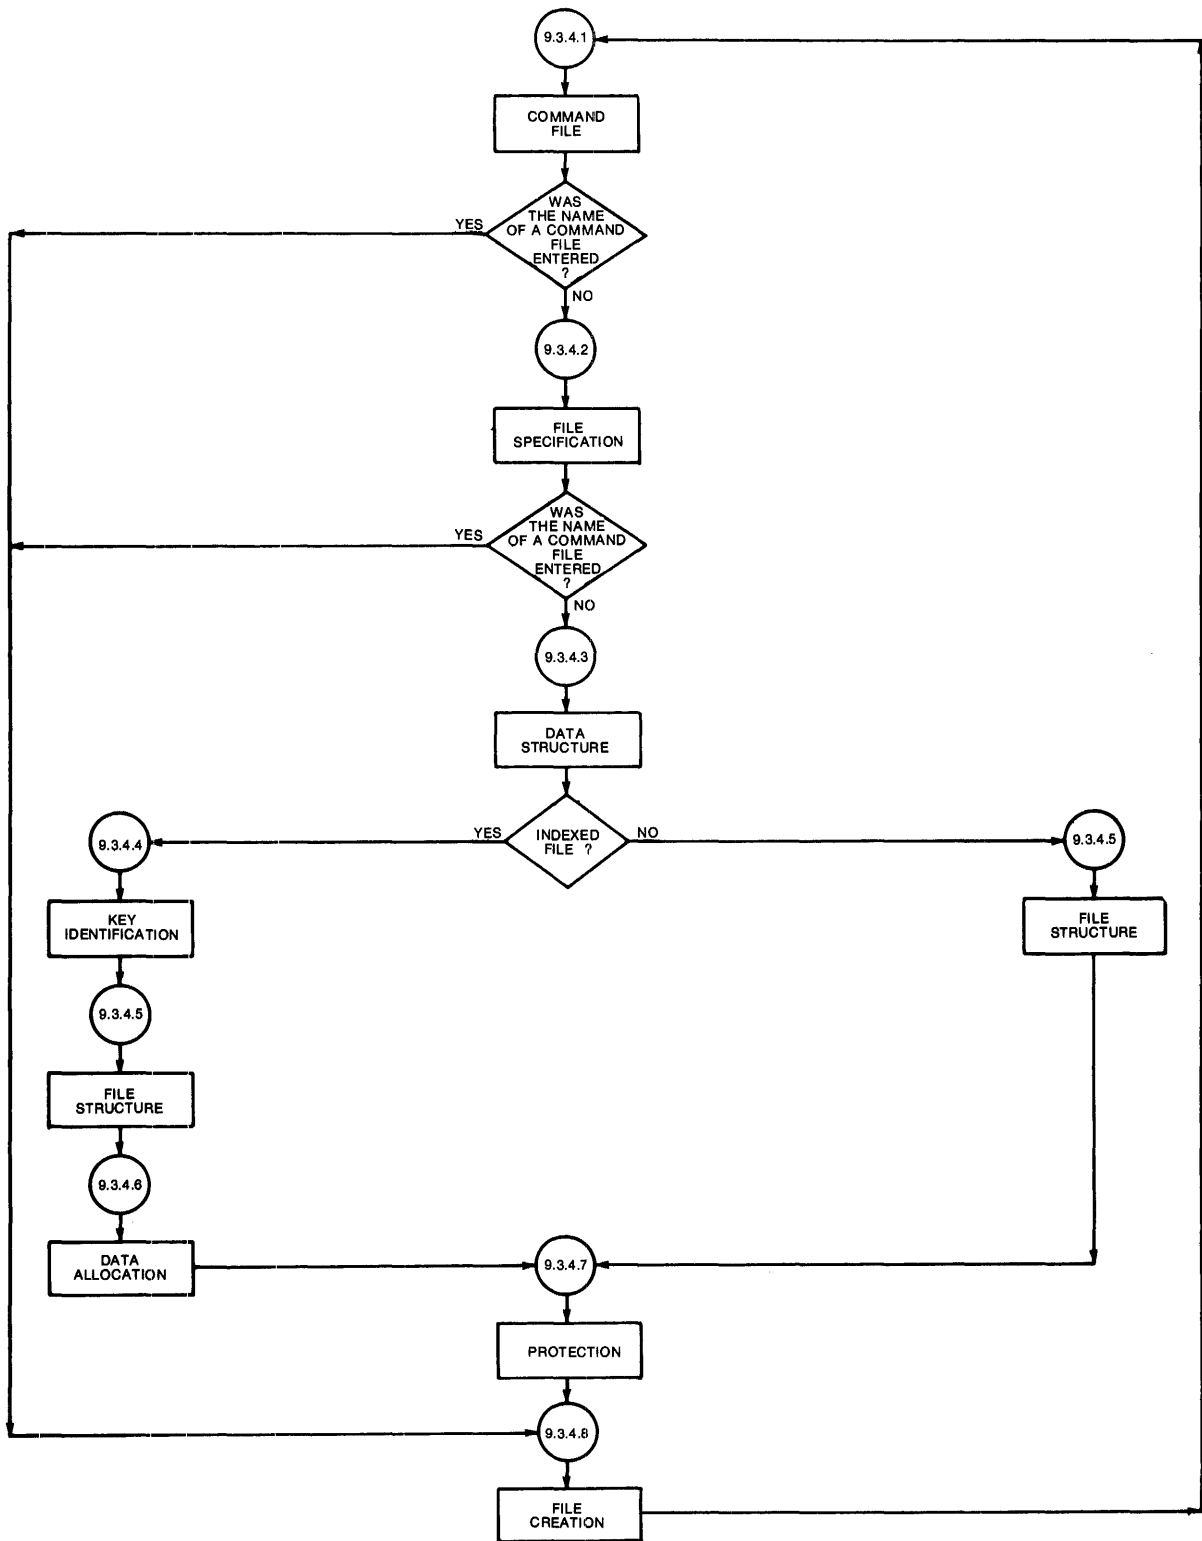 9.3.4.1
COMMAND
FILE
WAS
THE NAME
OF A COMMAND
FILE
ENTERED
?
YES
NO
9.3.4.2
FILE
SPECIFICATION
WAS
THE NAME
OF A COMMAND
FILE
ENTERED
?
YES
NO
9.3.4.3
DATA
STRUCTURE
INDEXED
FILE ?
YES
NO
9.3.4.4
KEY
IDENTIFICATION
9.3.4.5
FILE
STRUCTURE
9.3.4.6
DATA
ALLOCATION
9.3.4.5
FILE
STRUCTURE
9.3.4.7
PROTECTION
9.3.4.8
FILE
CREATION